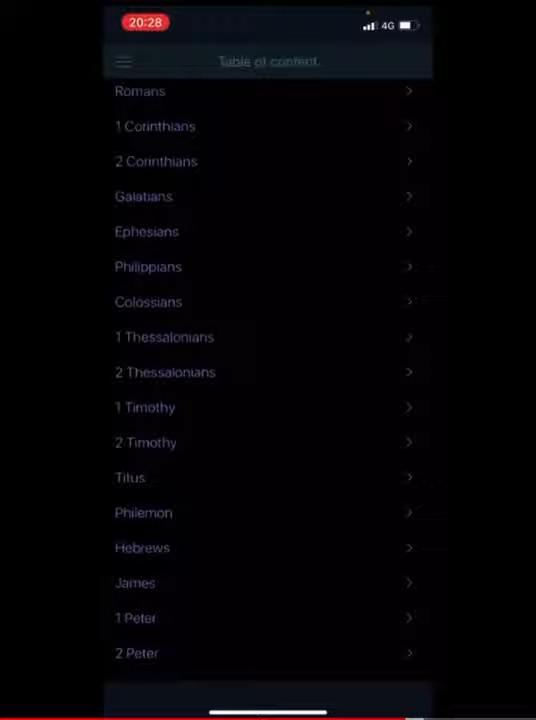 20:28
4G
Table of content
Romans
1 Corinthians
2 Corinthians
Galatians
Ephesians
Philippians
Colossians
1 Thessalonians
2 Thessalonians
1 Timothy
2 Timothy
Titus
Philemon
Hebrews
James
1 Peter
2 Peter